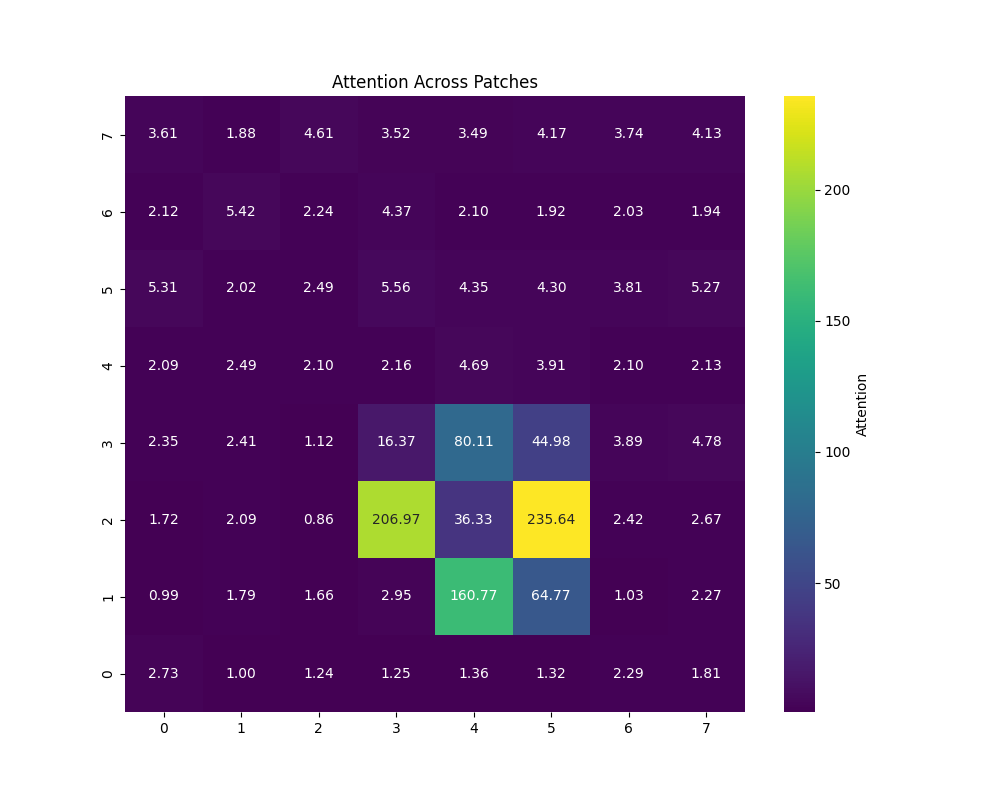 Attention Across Patches
7 3.61 1.88 4.61 3.52 3.49 4.17 3.74 4.13
6 2.12 5.42 2.24 4.37 2.10 1.92 2.03 1.94
5 5.31 2.02 2.49 5.56 4.35 4.30 3.81 5.27
4 2.09 2.49 2.10 2.16 4.69 3.91 2.10 2.13
3 2.35 2.41 1.12 16.37 80.11 44.98 3.89 4.78
2 1.72 2.09 0.86 206.97 36.33 235.64 2.42 2.67
1 0.99 1.79 1.66 2.95 160.77 64.77 1.03 2.27
0 2.73 1.00 1.24 1.25 1.36 1.32 2.29 1.81
0 1 2 3 4 5 6 7
200
150
100
50
Attention